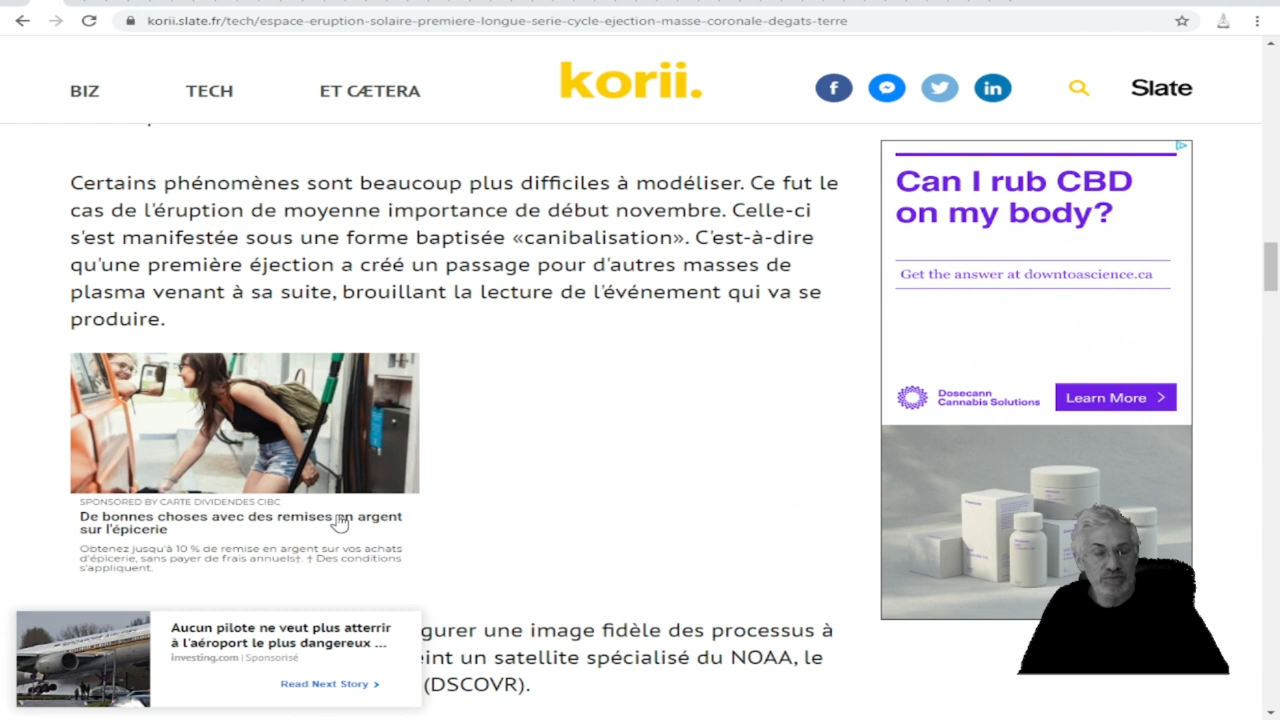 korii.slate.fr/tech/espace-eruption-solaire-premiere-longue-serie-cycle-ejection-masse-coronale-degats-terre
BIZ
TECH
ET CÆTERA
korii.
Slate
Certains phénomènes sont beaucoup plus difficiles à modéliser. Ce fut le
cas de l'éruption de moyenne importance de début novembre. Celle-ci
s'est manifestée sous une forme baptisée «canibalisation». C'est-à-dire
qu'une première éjection a créé un passage pour d'autres masses de
plasma venant à sa suite, brouillant la lecture de l'événement qui va se
produire.
SPONSORED BY CARTE DIVIDENDES CIBC
De bonnes choses avec des remises en argent
sur l'épicerie
Obtenez jusqu'à 10 % de remise en argent sur vos achats
d'épicerie, sans payer de frais annuels†. † Des conditions
s'appliquent.
gurer une image fidèle des processus à
eint un satellite spécialisé du NOAA, le
(DSCOVR).
Aucun pilote ne veut plus atterrir
à l'aéroport le plus dangereux ...
investing.com | Sponsorisé
Read Next Story >
Can I rub CBD
on my body?
Get the answer at downtoascience.ca
Dosecann
Cannabis Solutions
Learn More >